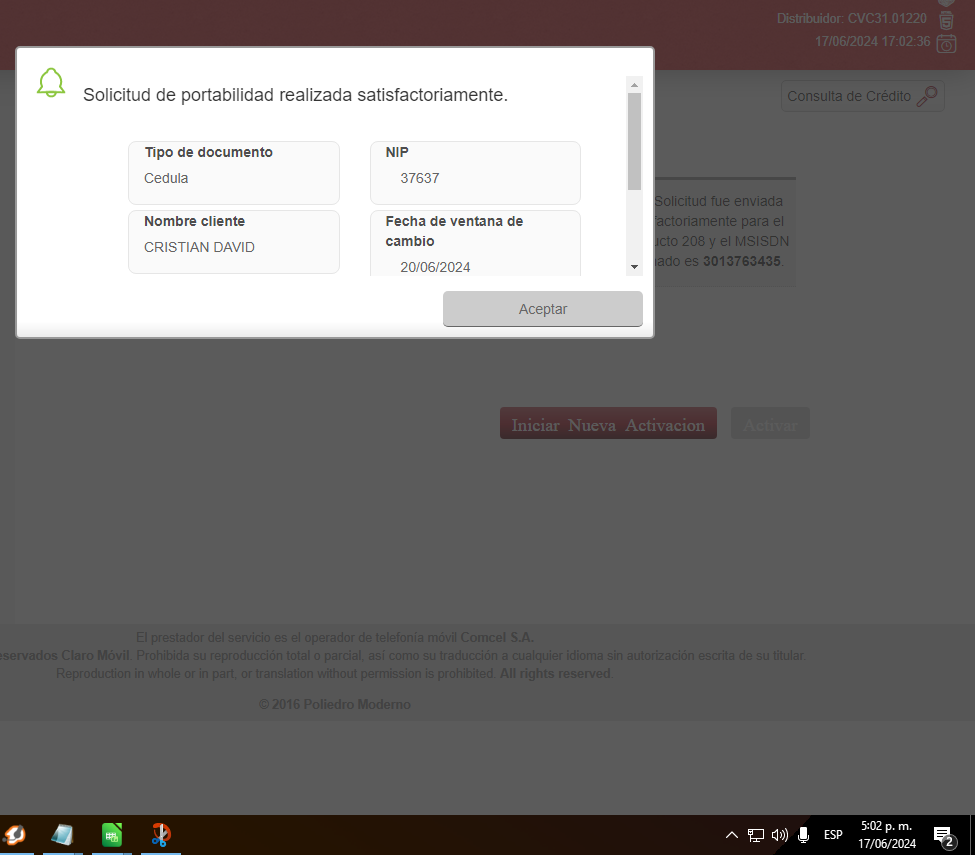 Distribuidor: CVC31.01220
17/06/2024 17:02:36
Consulta de Crédito
Solicitud de portabilidad realizada satisfactoriamente.
Tipo de documento
Cedula
NIP
37637
Nombre cliente
CRISTIAN DAVID
Fecha de ventana de
cambio
20/06/2024
Aceptar
Solicitud fue enviada
factoriamente para el
ucto 208 y el MSISDN
ado es 3013763435.
Iniciar Nueva Activacion
Activar
El prestador del servicio es el operador de telefonía móvil Comcel S.A.
servados Claro Móvil. Prohibida su reproducción total o parcial, así como su traducción a cualquier idioma sin autorización escrita de su titular.
Reproduction in whole or in part, or translation without permission is prohibited. All rights reserved.
© 2016 Poliedro Moderno
ESP
5:02 p. m.
17/06/2024
2